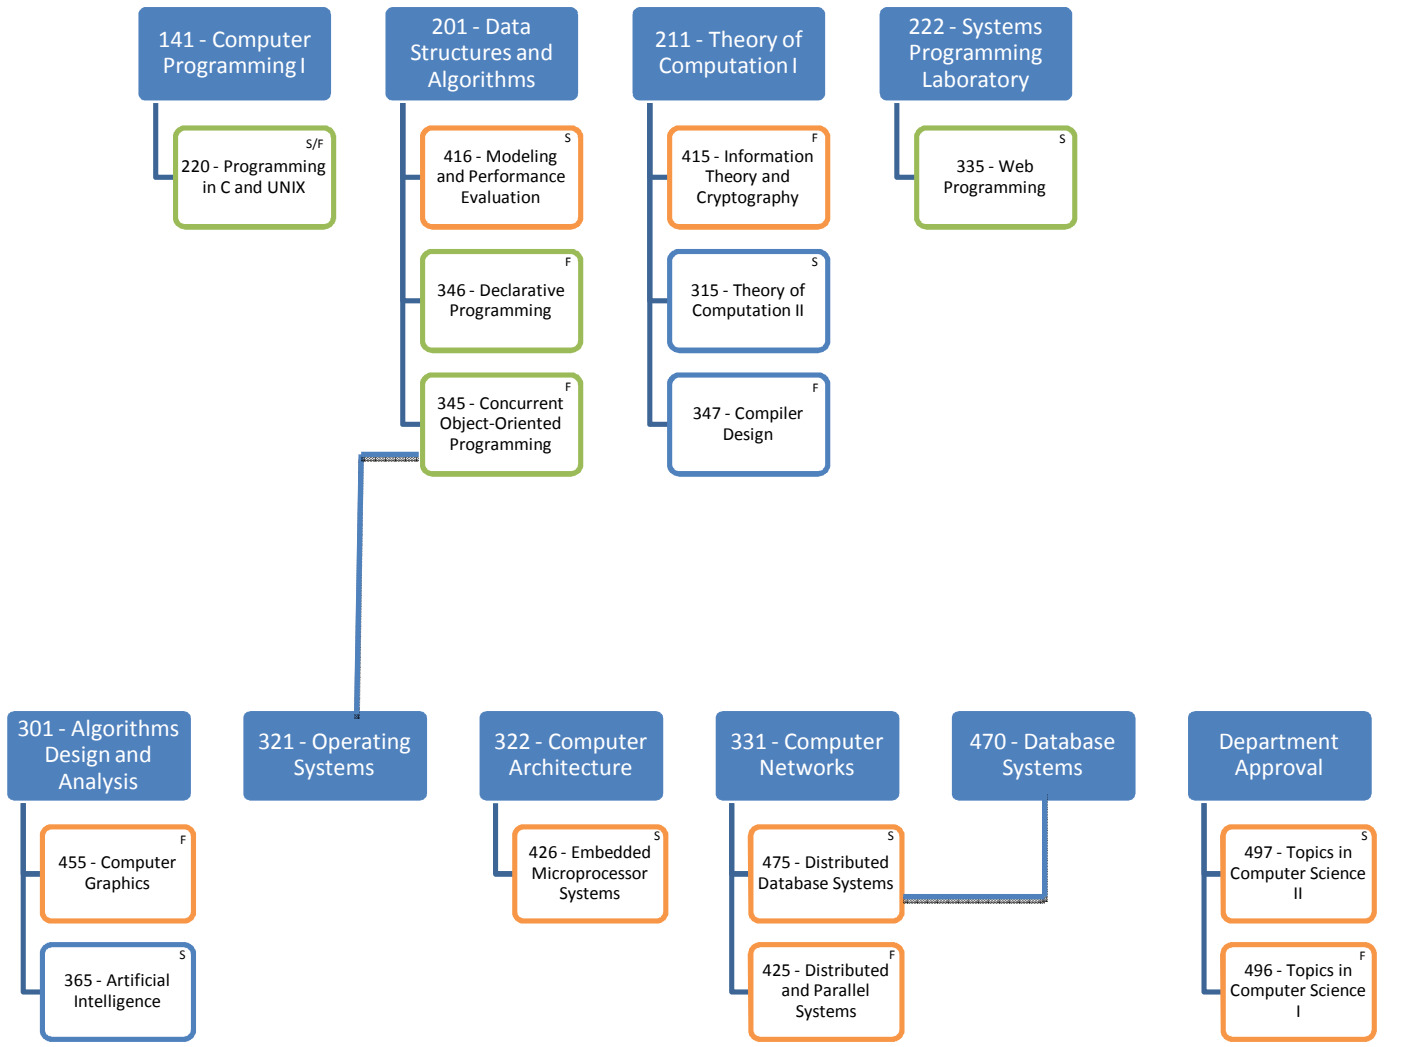 141 - Computer
Programming I
S/F
220 - Programming
in C and UNIX
201 - Data
Structures and
Algorithms
S
416 - Modeling
and Performance
Evaluation
F
346 - Declarative
Programming
F
345 - Concurrent
Object-Oriented
Programming
211 - Theory of
Computation I
F
415 - Information
Theory and
Cryptography
S
315 - Theory of
Computation II
F
347 - Compiler
Design
222 - Systems
Programming
Laboratory
S
335 - Web
Programming
301 - Algorithms
Design and
Analysis
F
455 - Computer
Graphics
S
365 - Artificial
Intelligence
321 - Operating
Systems
322 - Computer
Architecture
S
426 - Embedded
Microprocessor
Systems
331 - Computer
Networks
S
475 - Distributed
Database Systems
F
425 - Distributed
and Parallel
Systems
470 - Database
Systems
Department
Approval
S
497 - Topics in
Computer Science
II
F
496 - Topics in
Computer Science
I